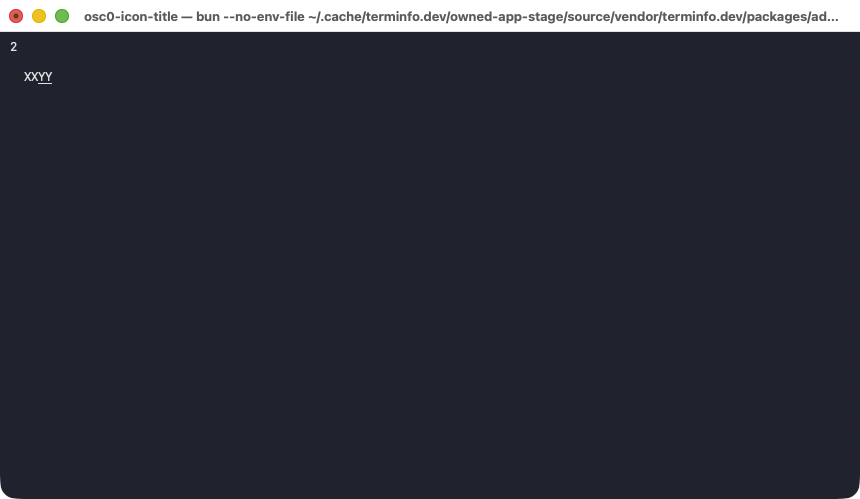 osc0-icon-title — bun --no-env-file ~/.cache/terminfo.dev/owned-app-stage/source/vendor/terminfo.dev/packages/ad...
2
XXYY